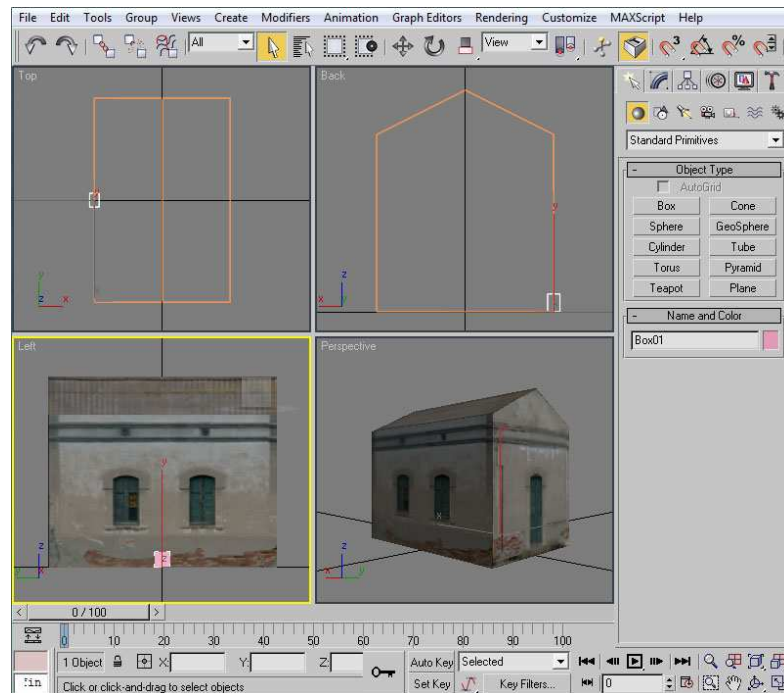 File Edit Tools Group Views Create Modifiers Animation Graph Editors Rendering Customize MAXScript Help
All
View
3
%
Top
Back
Standard Primitives
- Object Type
AutoGrid
Box Cone
Sphere GeoSphere
Cylinder Tube
Torus Pyramid
Teapot Plane
- Name and Color
Box01
y
z x
y
z
x
Left
Perspective
y
z
y
x
z
z
0 / 100
0 10 20 30 40 50 60 70 80 90 100
1 Object X: Y: Z: Auto Key Selected
Click or click-and-drag to select objects Set Key Key Filters... 0